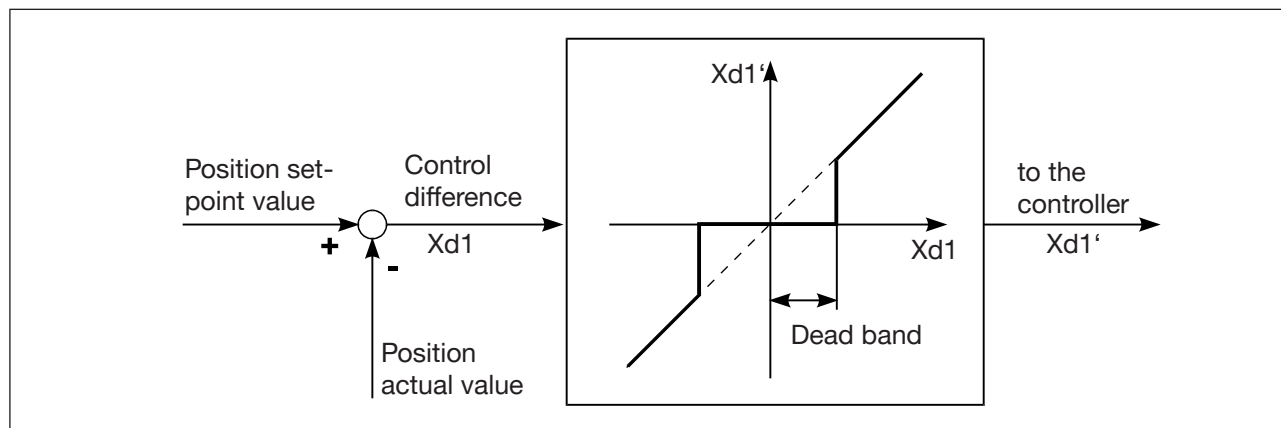 Position set-
point value
+
-
Position
actual value
Control
difference
Xd1
Xd1‘
Xd1
Dead band
to the
controller
Xd1‘